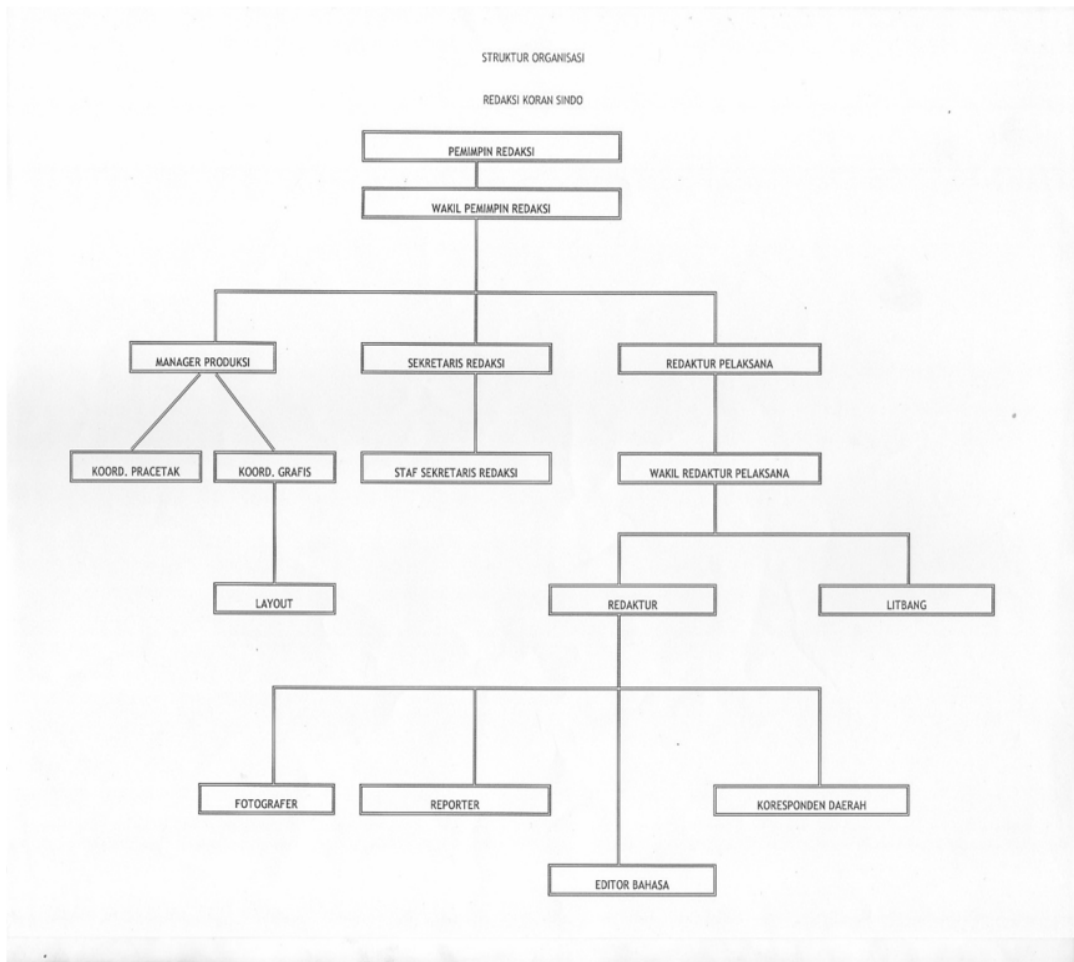 STRUKTUR ORGANISASI
REDAKSI KORAN SINDO
PEMIMPIN REDAKSI
WAKIL PEMIMPIN REDAKSI
MANAGER PRODUKSI
SEKRETARIS REDAKSI
REDAKTUR PELAKSANA
KOORD. PRACETAK
KOORD. GRAFIS
STAF SEKRETARIS REDAKSI
WAKIL REDAKTUR PELAKSANA
LAYOUT
REDAKTUR
LITBANG
FOTOGRAFER
REPORTER
KORESPONDEN DAERAH
EDITOR BAHASA